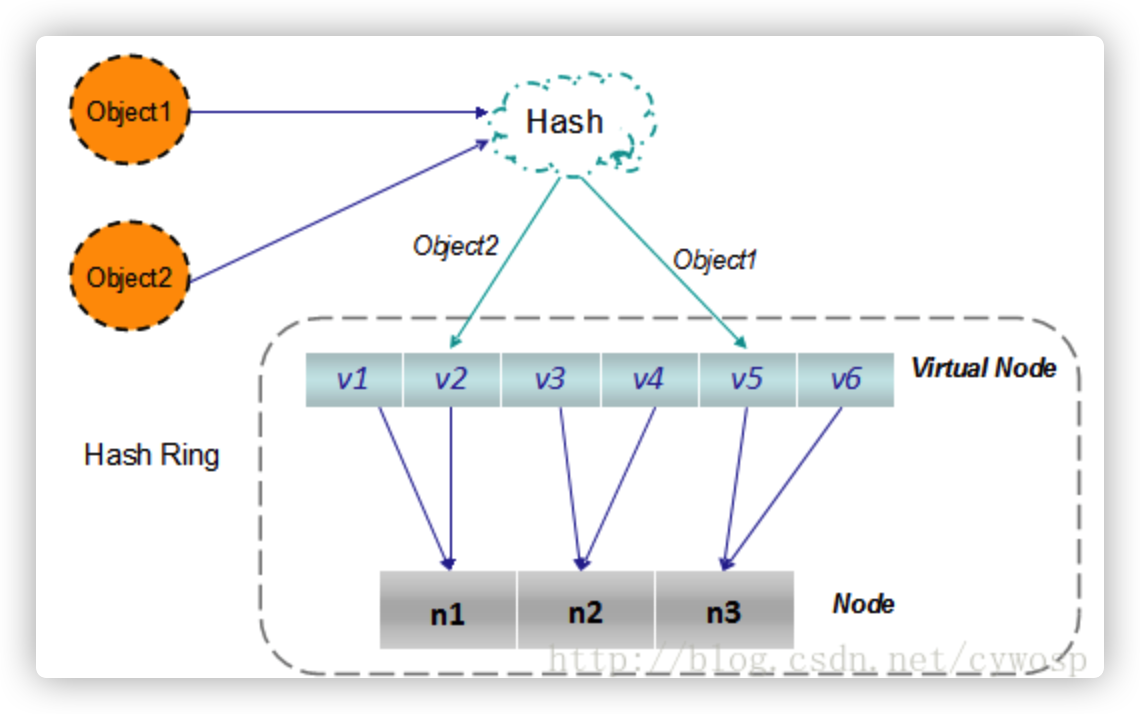 Object1
Hash
Object2
Object2
Object1
v1 v2 v3 v4 v5 v6
Virtual Node
Hash Ring
n1 n2 n3
Node
http://blog.csdn.net/cywosp